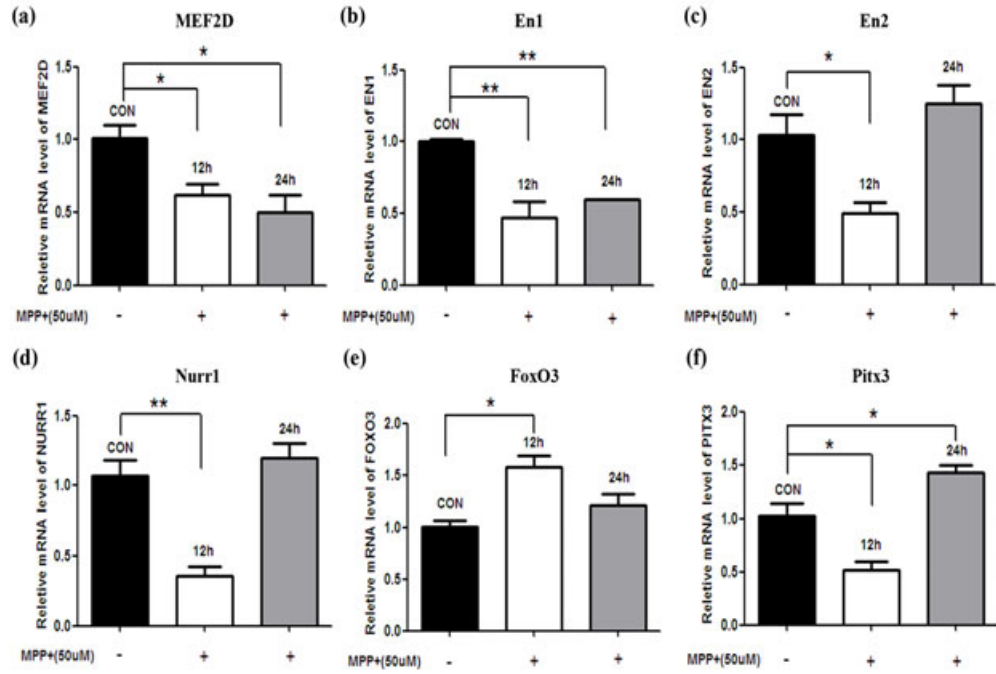 (a)
MEF2D
Reletive mRNA level of MEF2D
1.5
1.0
0.5
0.0
CON
12h
24h
*
*
MPP+(50uM)
-
+
+
(b)
En1
Reletive mRNA level of EN1
1.5
1.0
0.5
0.0
CON
12h
24h
**
**
MPP+(50uM)
-
+
+
(c)
En2
Reletive mRNA level of EN2
1.5
1.0
0.5
0.0
CON
12h
24h
*
MPP+(50uM)
-
+
+
(d)
Nurr1
Reletive mRNA level of NURR1
1.5
1.0
0.5
0.0
CON
12h
24h
**
MPP+(50uM)
-
+
+
(e)
FoxO3
Reletive mRNA level of FOXO3
2.0
1.5
1.0
0.5
0.0
CON
12h
24h
*
MPP+(50uM)
-
+
+
(f)
Pitx3
Reletive mRNA level of PITX3
2.0
1.5
1.0
0.5
0.0
CON
12h
24h
*
*
MPP+(50uM)
-
+
+